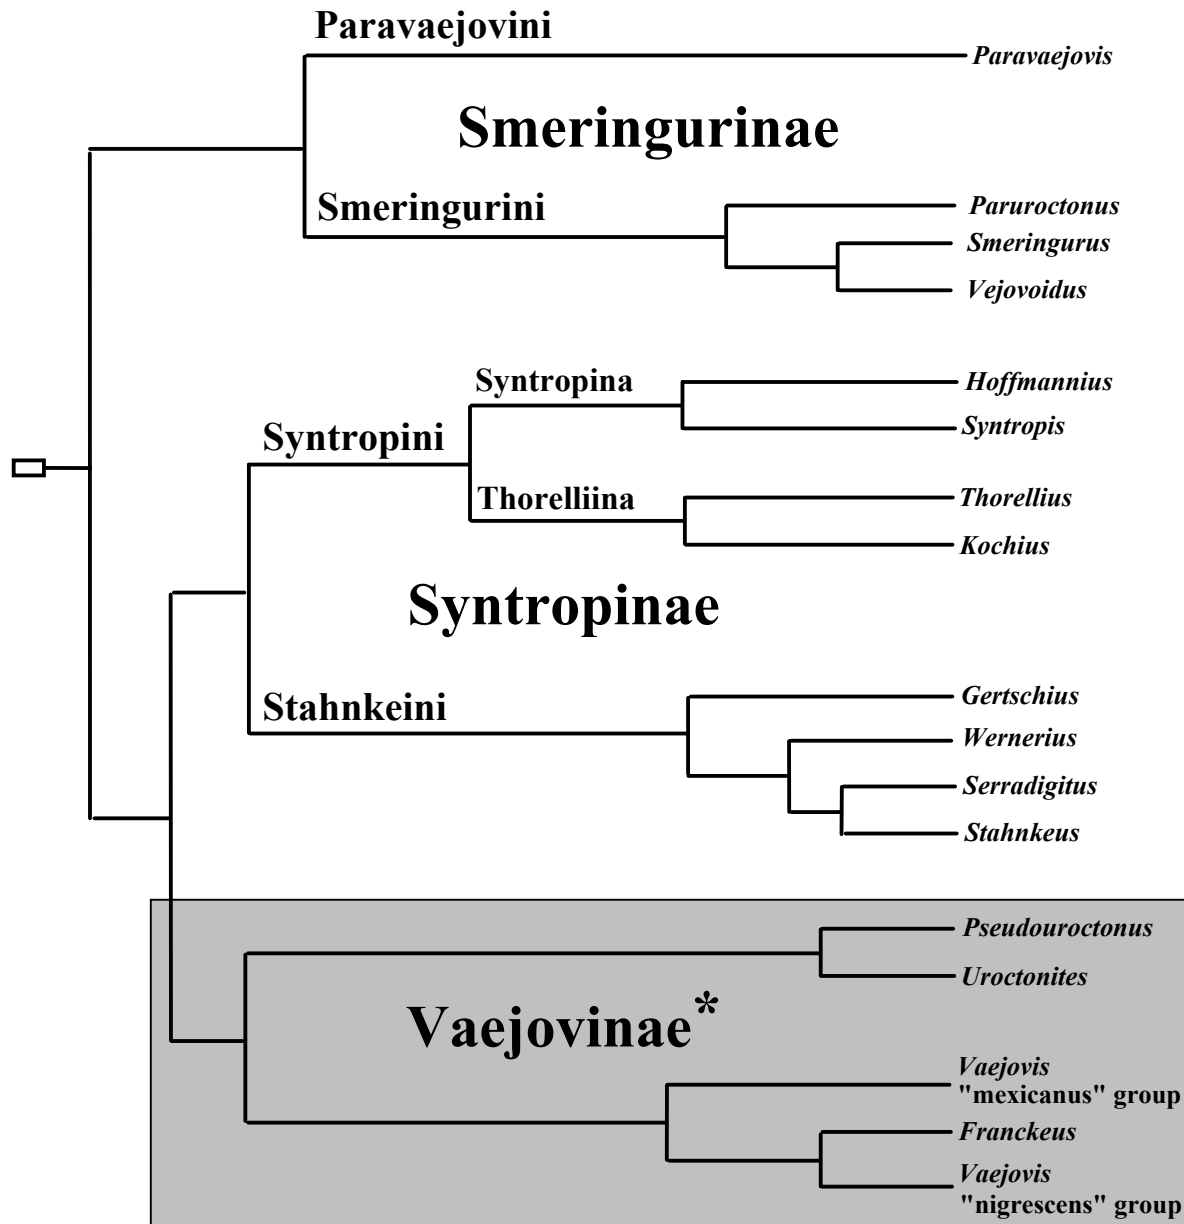 Paravaejovini
Paravaejovis
Smeringurinae
Smeringurini
Paruroctonus
Smeringurus
Vejovoidus
Syntropina
Hoffmannius
Syntropis
Syntropini
Thorelliina
Thorellius
Kochius
Syntropinae
Stahnkeini
Gertschius
Wernerius
Serradigitus
Stahnkeus
Pseudouroctonus
Uroctonites
Vaejovinae*
Vaejovis
"mexicanus" group
Franckeus
Vaejovis
"nigrescens" group